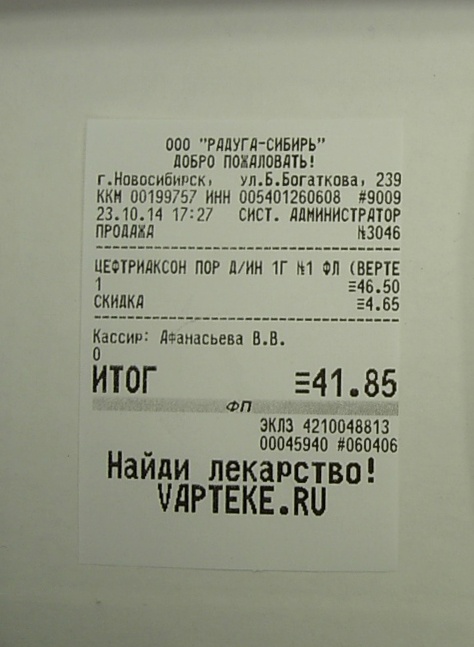 ООО "РАДУГА-СИБИРЬ"
ДОБРО ПОЖАЛОВАТЬ!
г.Новосибирск, ул.Б.Богаткова, 239
ККМ 00199757 ИНН 005401260608 #9009
23.10.14 17:27 СИСТ. АДМИНИСТРАТОР
ПРОДАЖА №3046
ЦЕФТРИАКСОН ПОР Д/ИН 1Г №1 ФЛ (ВЕРТЕ
1 ≡46.50
СКИДКА ≡4.65
Кассир: Афанасьева В.В.
0
ИТОГ ≡41.85
ФП
ЭКЛЗ 4210048813
00045940 #060406
Найди лекарство!
VAPTEKE.RU